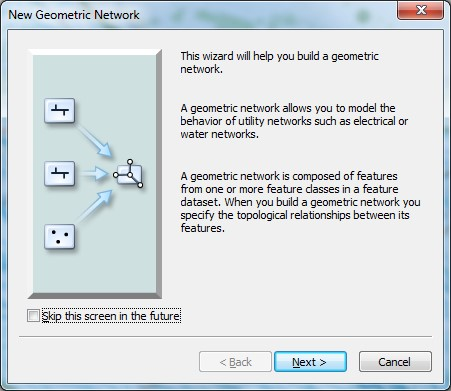 New Geometric Network
This wizard will help you build a geometric
network.
A geometric network allows you to model the
behavior of utility networks such as electrical or
water networks.
A geometric network is composed of features
from one or more feature classes in a feature
dataset. When you build a geometric network you
specify the topological relationships between its
features.
Skip this screen in the future
< Back
Next >
Cancel